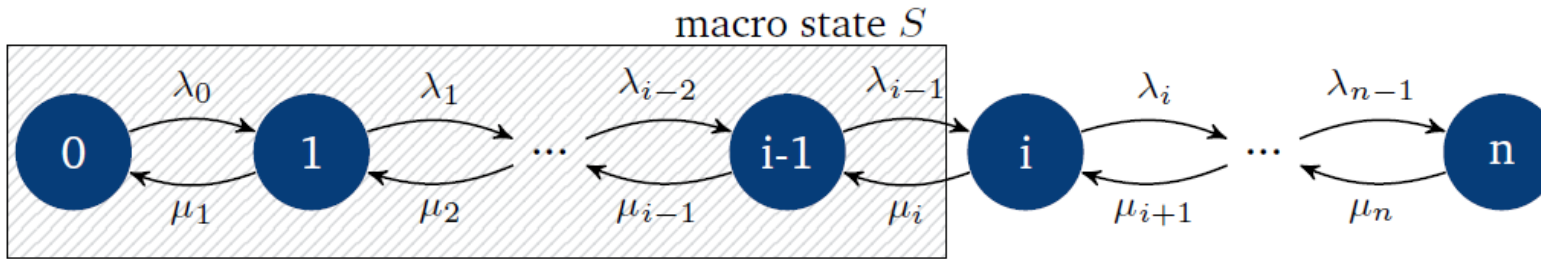 macro state S
λ₀ λ₁ λᵢ₋₂ λᵢ₋₁ λᵢ λₙ₋₁
0 1 ... i-1 i ... n
μ₁ μ₂ μᵢ₋₁ μᵢ μᵢ₊₁ μₙ